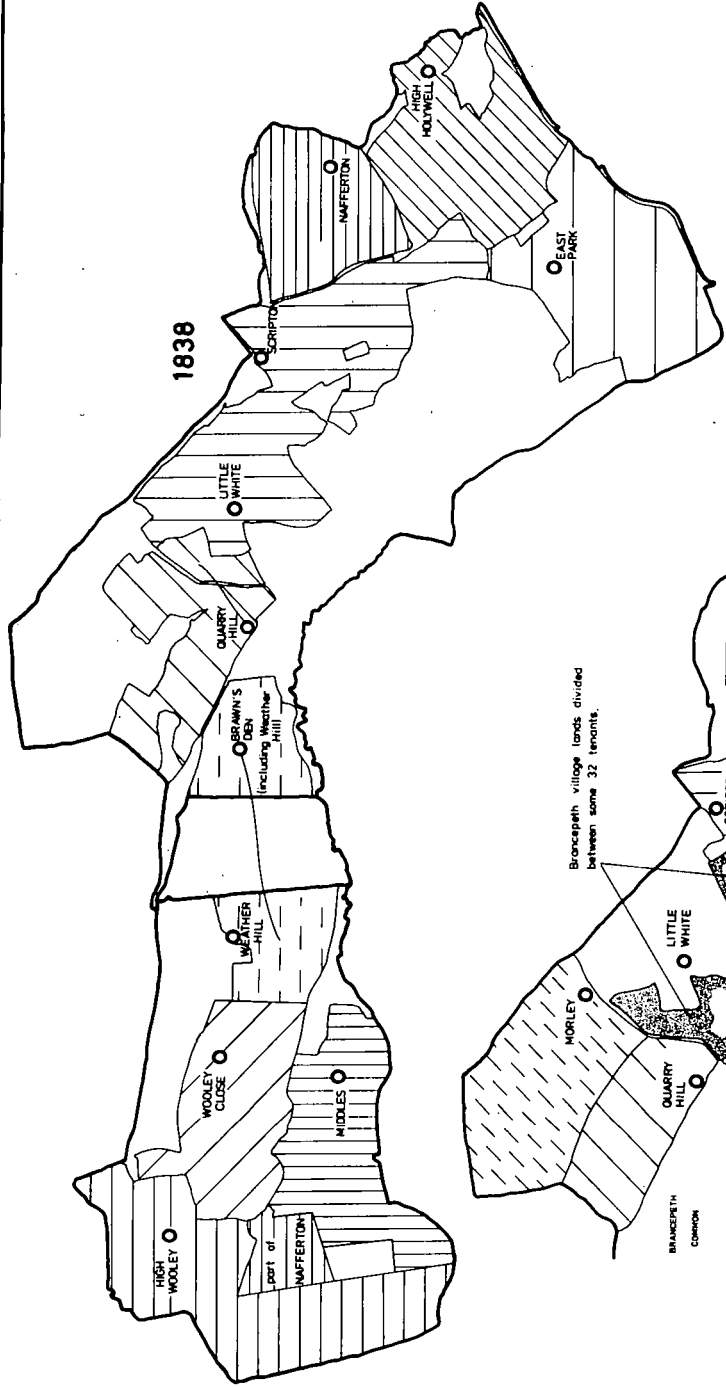 1838
HIGH
HOLYWELL
NAFFERTON
EAST
PARK
SCRIPTON
LITTLE
WHITE
QUARRY
HILL
BRAWN'S
DEN
(including Weather
Hill)
WEATHER
HILL
WOOLEY
CLOSE
MIDDLES
HIGH
WOOLEY
part of
NAFFERTON
Brancepeth village lands divided
between some 32 tenants.
LITTLE
WHITE
MORLEY
QUARRY
HILL
BRANCEPETH
COMMON